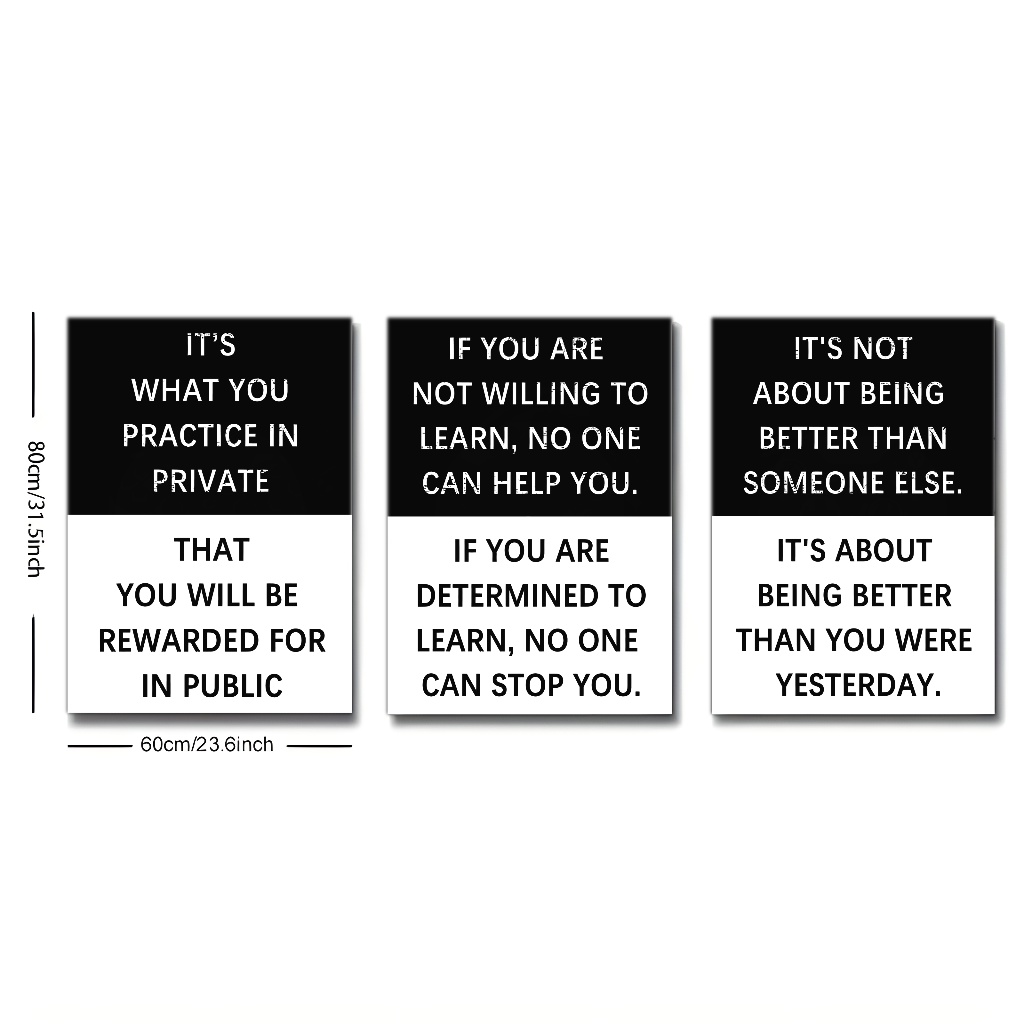 IT'S
WHAT YOU
PRACTICE IN
PRIVATE
THAT
YOU WILL BE
REWARDED FOR
IN PUBLIC
IF YOU ARE
NOT WILLING TO
LEARN, NO ONE
CAN HELP YOU.
IF YOU ARE
DETERMINED TO
LEARN, NO ONE
CAN STOP YOU.
IT'S NOT
ABOUT BEING
BETTER THAN
SOMEONE ELSE.
IT'S ABOUT
BEING BETTER
THAN YOU WERE
YESTERDAY.
80cm/31.5inch
60cm/23.6inch